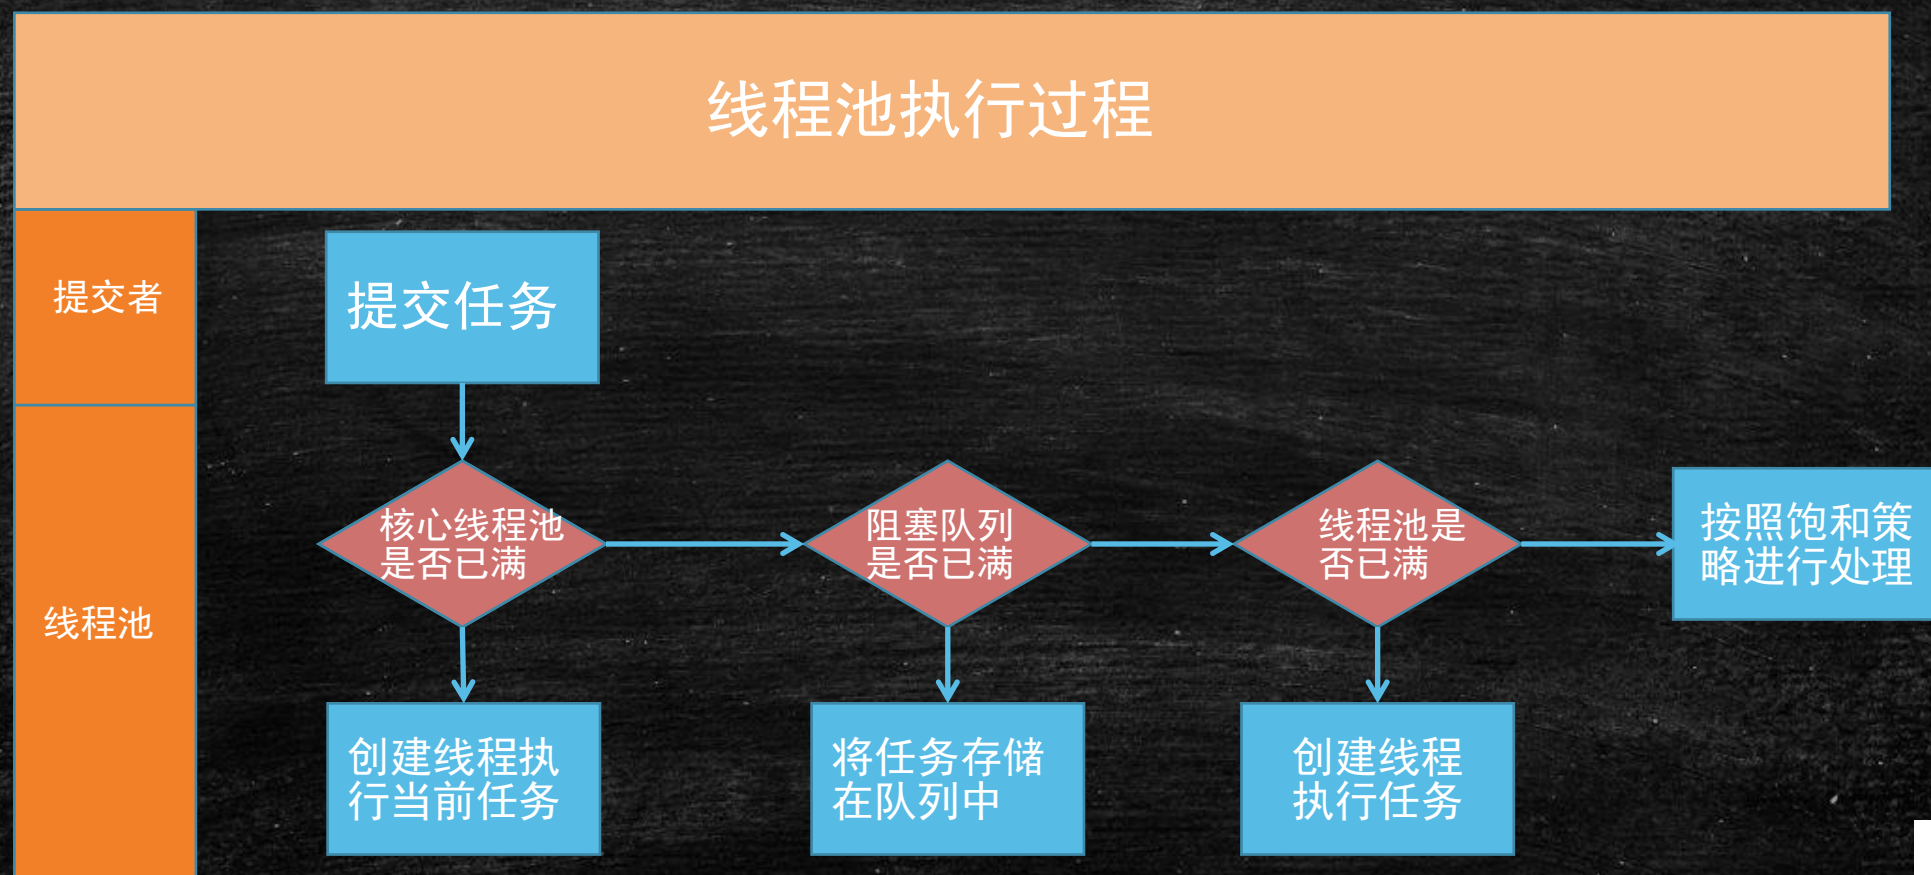 线程池执行过程
提交者
提交任务
线程池
核心线程池
是否已满
阻塞队列
是否已满
线程池是
否已满
按照饱和策
略进行处理
创建线程执
行当前任务
将任务存储
在队列中
创建线程
执行任务